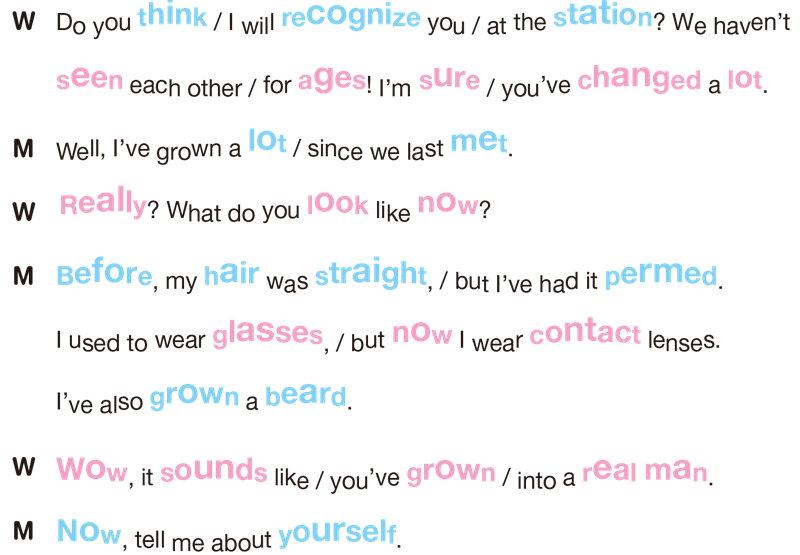 W Do you think / I will recognize you / at the station? We haven't
seen each other / for ages! I'm sure / you've changed a lot.
M Well, I've grown a lot / since we last met.
W Really? What do you look like now?
M Before, my hair was straight, / but I've had it permed.
I used to wear glasses, / but now I wear contact lenses.
I've also grown a beard.
W Wow, it sounds like / you've grown / into a real man.
M Now, tell me about yourself.